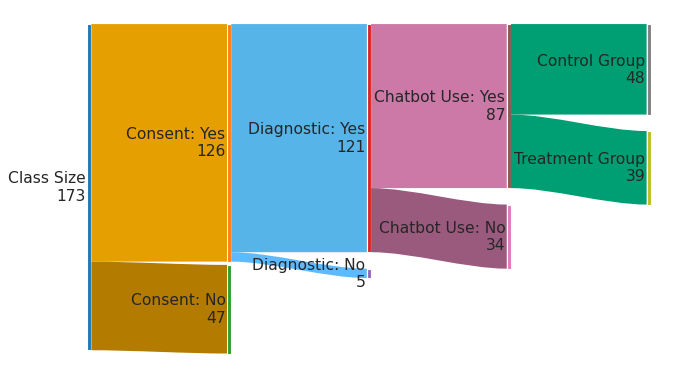 Class Size
173
Consent: Yes
126
Consent: No
47
Diagnostic: Yes
121
Diagnostic: No
5
Chatbot Use: Yes
87
Chatbot Use: No
34
Control Group
48
Treatment Group
39